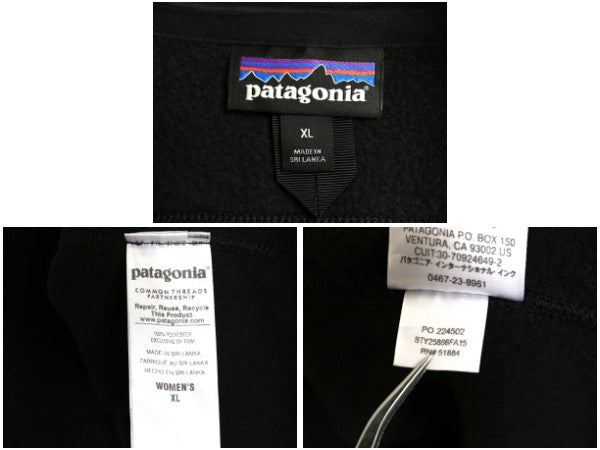 patagonia®
XL
MADE IN
SRI LANKA
patagonia®
COMMON THREADS
PARTNERSHIP
Repair, Reuse, Recycle
This Product
www.patagonia.com
100% POLYESTER
EXCLUSIVE OF TRIM
MADE IN SRI LANKA
FABRIQUÉ AU SRI LANKA
HECHO EN SRI LANKA
WOMEN'S
XL
PATAGONIA P.O. BOX 150
VENTURA, CA 93002 US
CUIT:30-70924649-2
パタゴニア・インターナショナル インク
0467-23-8961
PO 224502
RN# 51884